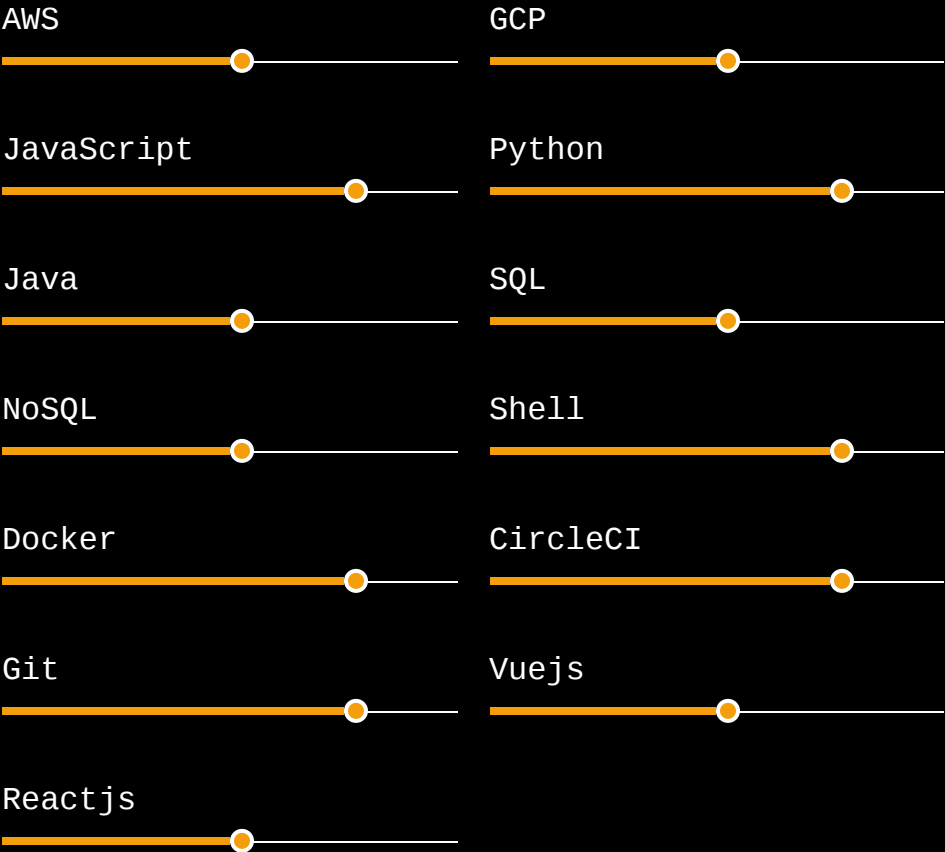 AWS
GCP
JavaScript
Python
Java
SQL
NoSQL
Shell
Docker
CircleCI
Git
Vuejs
Reactjs